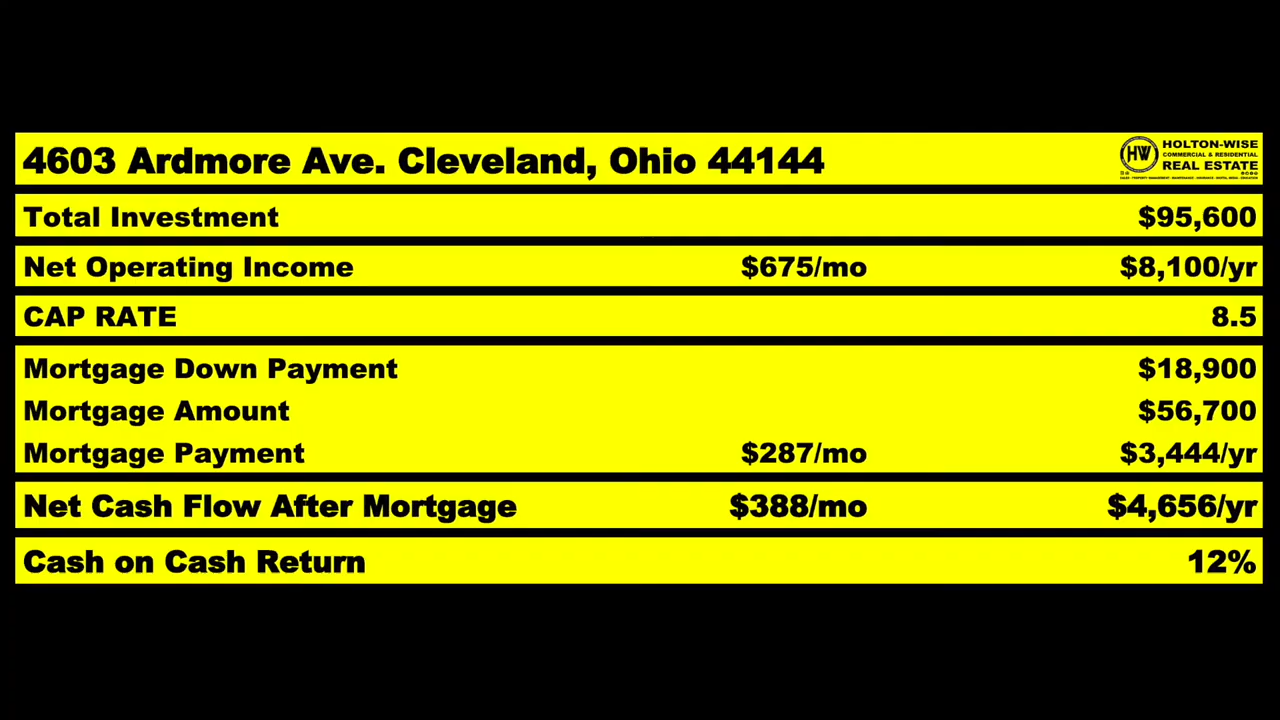 4603 Ardmore Ave. Cleveland, Ohio 44144
HW
HOLTON-WISE
COMMERCIAL & RESIDENTIAL
REAL ESTATE
Total Investment $95,600
Net Operating Income $675/mo $8,100/yr
CAP RATE 8.5
Mortgage Down Payment $18,900
Mortgage Amount $56,700
Mortgage Payment $287/mo $3,444/yr
Net Cash Flow After Mortgage $388/mo $4,656/yr
Cash on Cash Return 12%